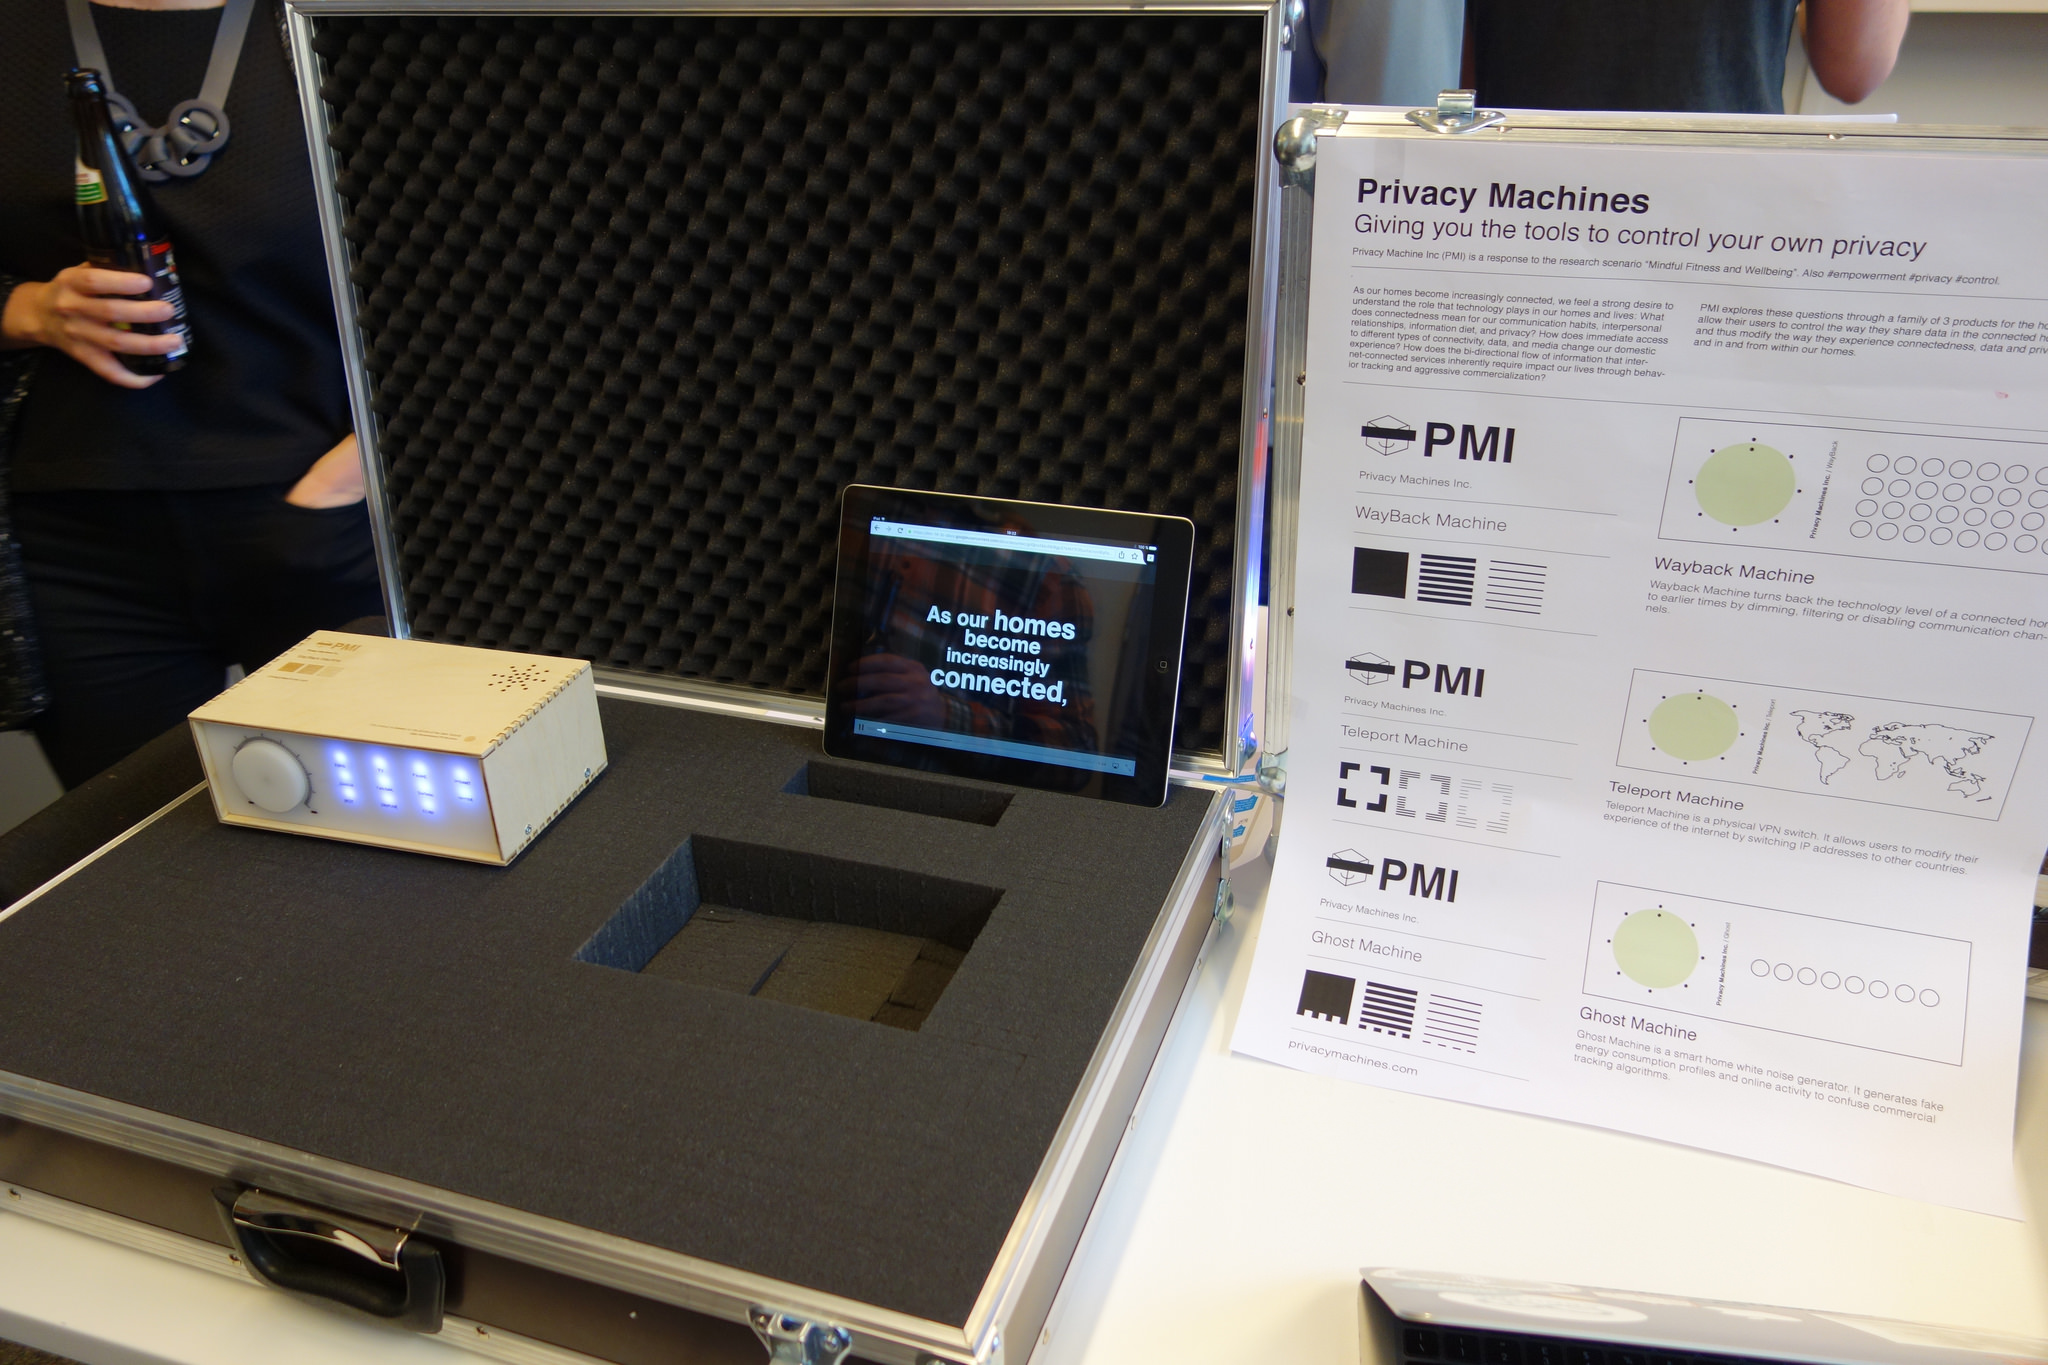 PMI
As our homes
become
increasingly
connected,
Privacy Machines
Giving you the tools to control your own privacy
Privacy Machine Inc (PMI) is a response to the research scenario "Mindful Fitness and Wellbeing". Also #empowerment #privacy #control.
As our homes become increasingly connected, we feel a strong desire to
understand the role that technology plays in our homes and lives: What
does connectedness mean for our communication habits, interpersonal
relationships, information diet, and privacy? How does immediate access
to different types of connectivity, data, and media change our domestic
experience? How does the bi-directional flow of information that inter-
net-connected services inherently require impact our lives through behav-
ior tracking and aggressive commercialization?
PMI explores these questions through a family of 3 products for the
allow their users to control the way they share data in the connected
and thus modify the way they experience connectedness, data and
and in and from within our homes.
PMI
Privacy Machines Inc.
WayBack Machine
Privacy Machines Inc. / WayBack
Wayback Machine
Wayback Machine turns back the technology level of a connected
to earlier times by dimming, filtering or disabling communication chan-
nels.
PMI
Privacy Machines Inc.
Teleport Machine
Privacy Machines Inc. / Teleport
Teleport Machine
Teleport Machine is a physical VPN switch. It allows users to modify their
experience of the internet by switching IP addresses to other countries.
PMI
Privacy Machines Inc.
Ghost Machine
privacymachines.com
Privacy Machines Inc. / Ghost
Ghost Machine
Ghost Machine is a smart home white noise generator. It generates fake
energy consumption profiles and online activity to confuse commercial
tracking algorithms.